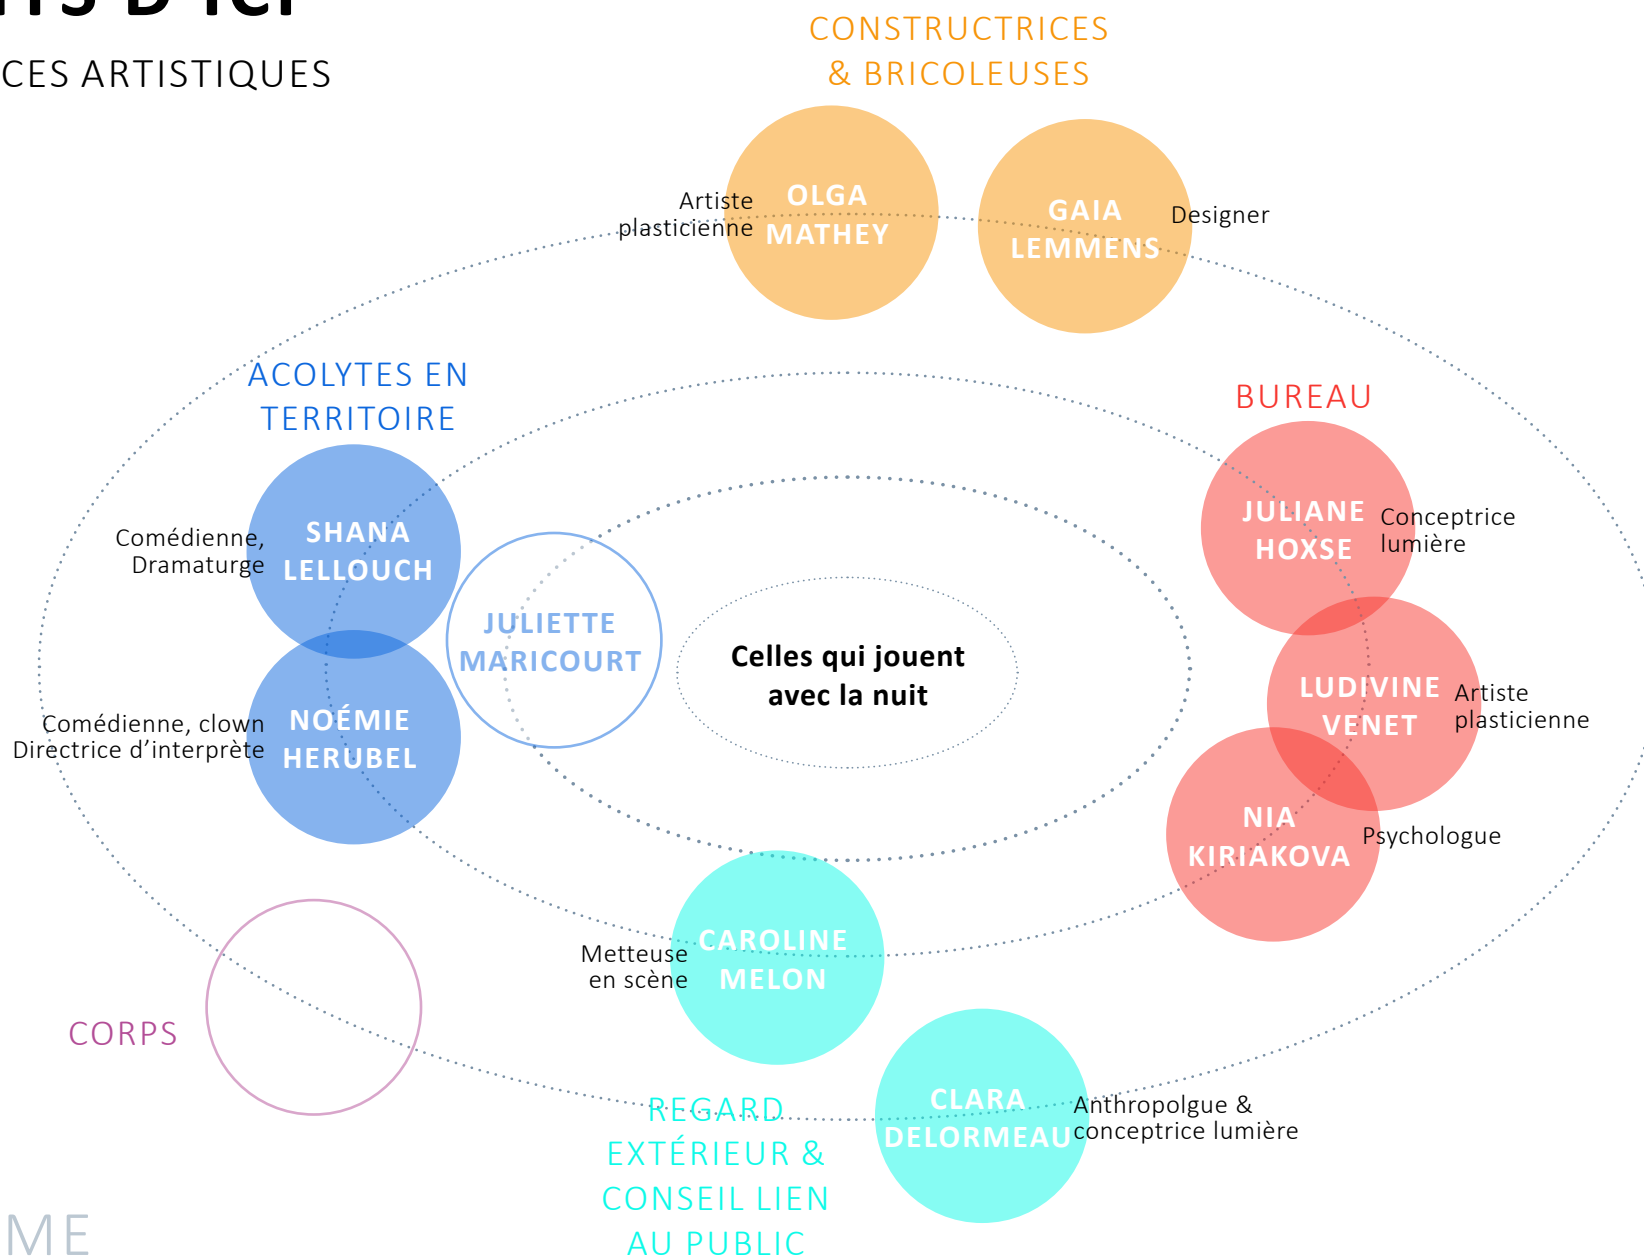 CES ARTISTIQUES
CONSTRUCTRICES
& BRICOLEUSES
Artiste
plasticienne
OLGA
MATHEY
GAIA
LEMMENS
Designer
ACOLYTES EN
TERRITOIRE
BUREAU
Comédienne,
Dramaturge
SHANA
LELLOUCH
JULIETTE
MARICOURT
Celles qui jouent
avec la nuit
JULIANE
HOXSE
Conceptrice
lumière
Comédienne, clown
Directrice d’interprète
NOÉMIE
HERUBEL
LUDIVINE
VENET
Artiste
plasticienne
NIA
KIRIAKOVA
Psychologue
Metteuse
en scène
CAROLINE
MELON
CORPS
REGARD
EXTÉRIEUR &
CONSEIL LIEN
AU PUBLIC
CLARA
DELORMEAU
Anthropolgue &
conceptrice lumière
ME